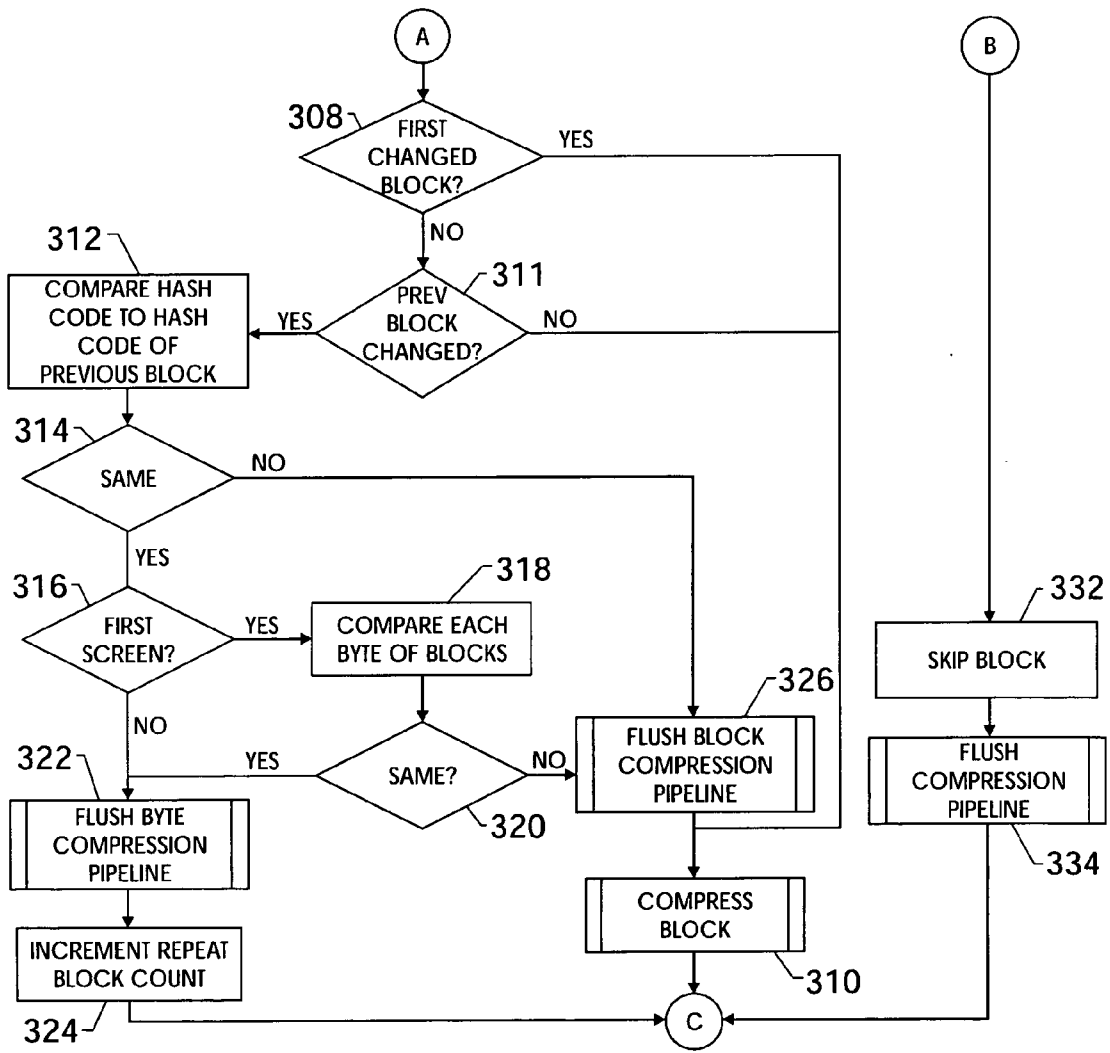 A
B
308
FIRST
CHANGED
BLOCK?
YES
NO
312
311
COMPARE HASH
CODE TO HASH
CODE OF
PREVIOUS BLOCK
YES
PREV
BLOCK
CHANGED?
NO
314
SAME
NO
YES
316
318
332
FIRST
SCREEN?
YES
COMPARE EACH
BYTE OF BLOCKS
SKIP BLOCK
326
NO
322
YES
SAME?
NO
FLUSH BLOCK
COMPRESSION
PIPELINE
FLUSH
COMPRESSION
PIPELINE
320
FLUSH BYTE
COMPRESSION
PIPELINE
334
COMPRESS
BLOCK
INCREMENT REPEAT
BLOCK COUNT
310
324
C